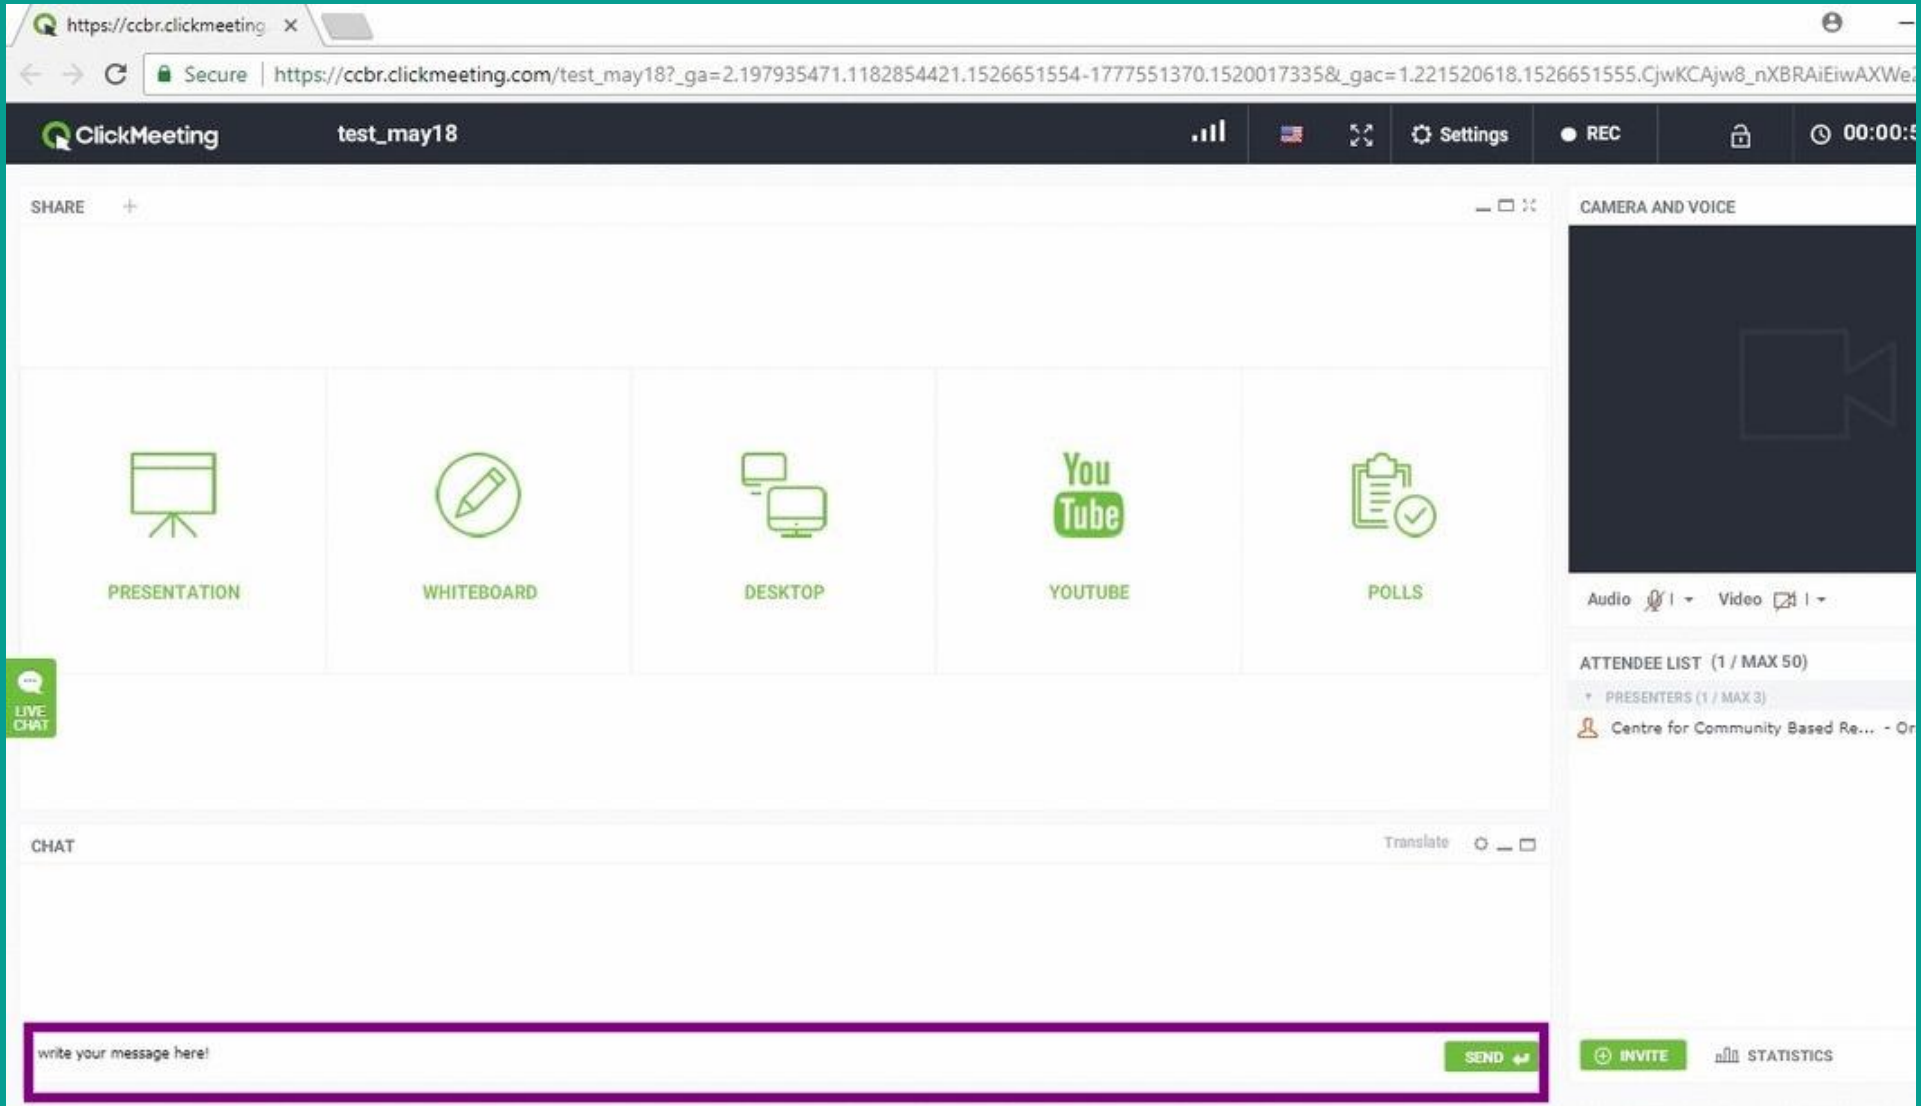 https://ccbr.clickmeeting
Secure | https://ccbr.clickmeeting.com/test_may18?_ga=2.197935471.1182854421.1526651554-1777551370.1520017335&_gac=1.221520618.1526651555.CjwKCAjw8_nXBRAiEiwAXWe
ClickMeeting test_may18 Settings REC 00:00:
SHARE +
CAMERA AND VOICE
You
Tube
PRESENTATION WHITEBOARD DESKTOP YOUTUBE POLLS
Audio Video
ATTENDEE LIST (1 / MAX 50)
PRESENTERS (1 / MAX 3)
Centre for Community Based Re... - Or
LIVE
CHAT
CHAT Translate
write your message here!
SEND
INVITE STATISTICS